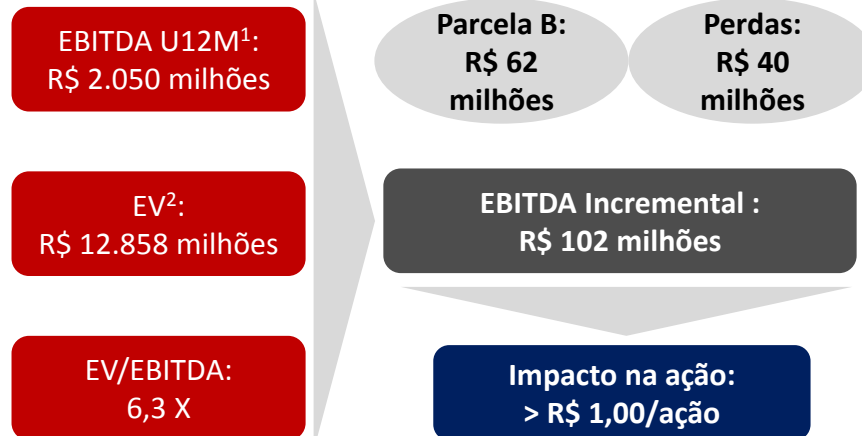 EBITDA U12M¹:
R$ 2.050 milhões
EV²:
R$ 12.858 milhões
EV/EBITDA:
6,3 X
Parcela B:
R$ 62
milhões
Perdas:
R$ 40
milhões
EBITDA Incremental :
R$ 102 milhões
Impacto na ação:
> R$ 1,00/ação